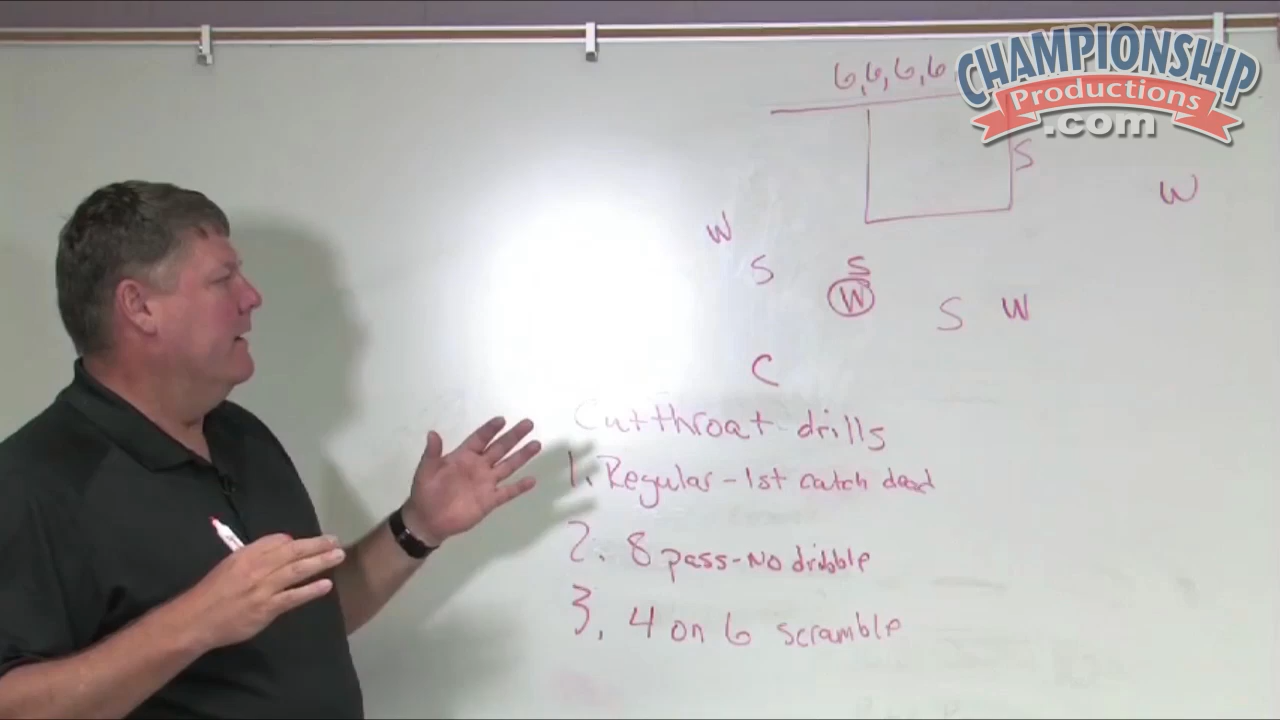 6,6,6,6,
CHAMPIONSHIP
Productions
.com
S
W
W
S
S
W
S W
C
Cutthroat drills
1. Regular - 1st catch dead
2. 8 pass - No dribble
3. 4 on 6 scramble